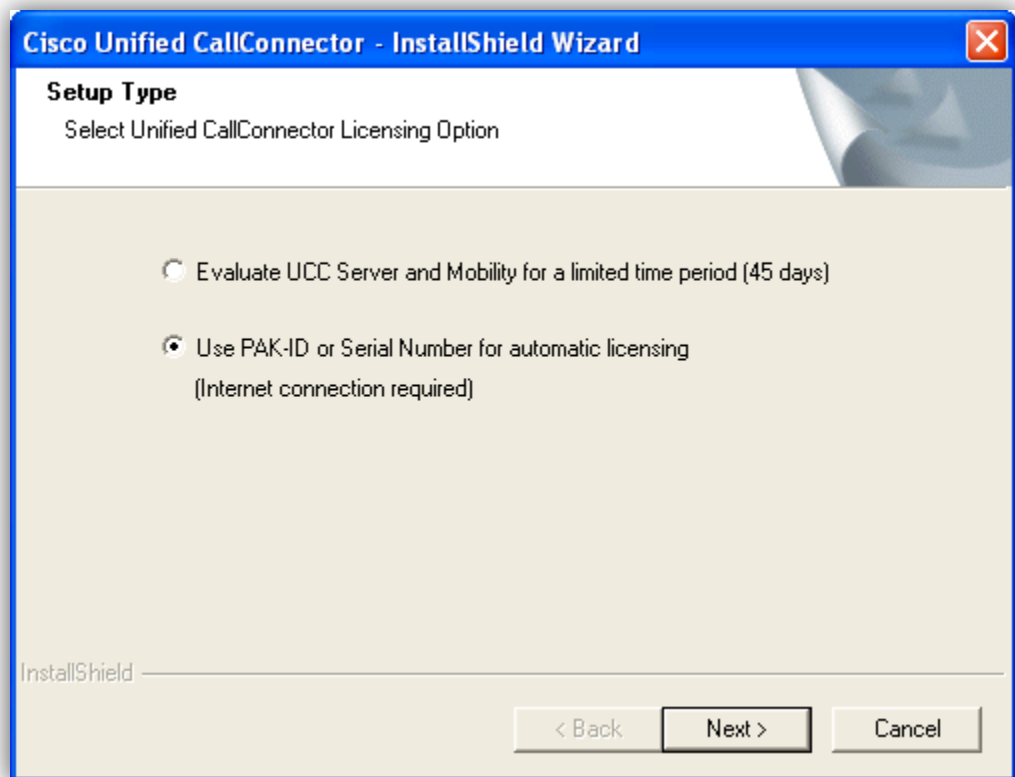 Cisco Unified CallConnector - InstallShield Wizard
Setup Type
Select Unified CallConnector Licensing Option
Evaluate UCC Server and Mobility for a limited time period (45 days)
Use PAK-ID or Serial Number for automatic licensing
(Internet connection required)
InstallShield
< Back Next > Cancel